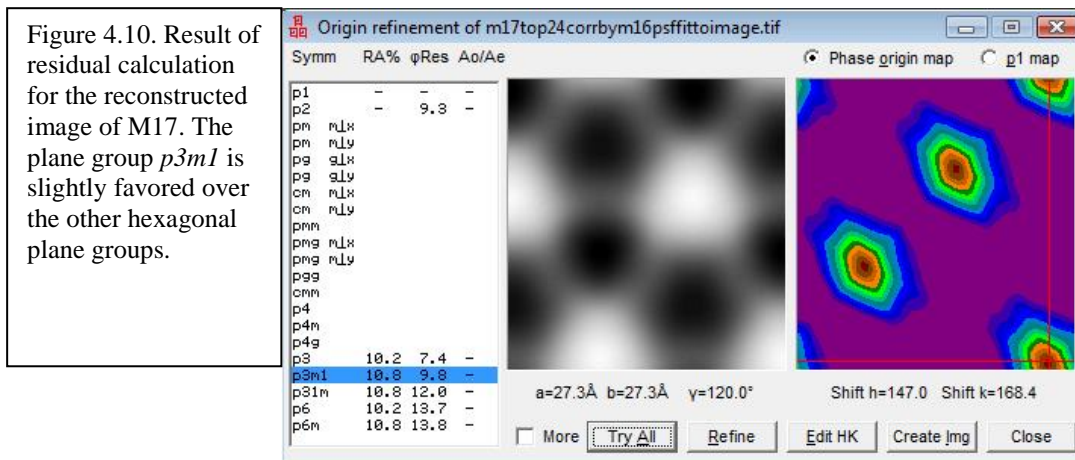 Figure 4.10. Result of
residual calculation
for the reconstructed
image of M17. The
plane group p3m1 is
slightly favored over
the other hexagonal
plane groups.
Origin refinement of m17top24corrbym16psffittoimage.tif
Symm RA% φRes Ao/Ae
Phase origin map p1 map
p1 - - -
p2 - 9.3 -
pm m⊥x
pm m⊥y
pg g⊥x
pg g⊥y
cm m⊥x
cm m⊥y
pmm
pmg m⊥x
pmg m⊥y
pgg
cmm
p4
p4m
p4g
p3 10.2 7.4 -
p3m1 10.8 9.8 -
p31m 10.8 12.0 -
p6 10.2 13.7 -
p6m 10.8 13.8 -
a=27.3Å b=27.3Å γ=120.0°
Shift h=147.0 Shift k=168.4
More Try All Refine Edit HK Create Img Close